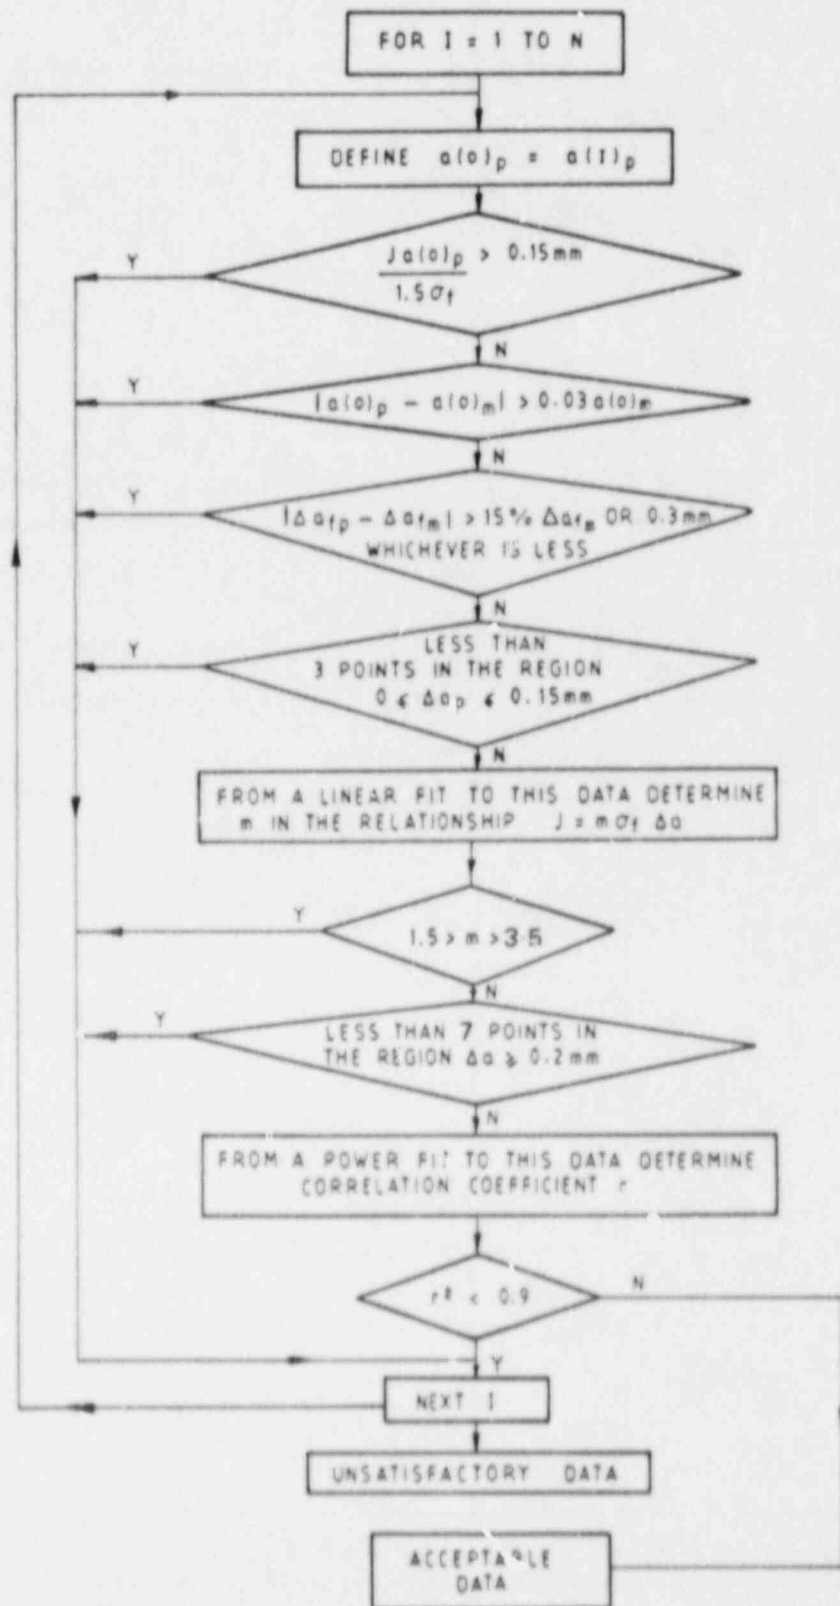 FOR I = 1 TO N
DEFINE a(0)p = a(I)p
Y
Ja(0)p > 0.15mm
1.5σf
N
Y
|a(0)p - a(0)m| > 0.03a(0)m
N
Y
|Δafp - Δafm| > 15% Δafm OR 0.3mm
WHICHEVER IS LESS
N
Y
LESS THAN
3 POINTS IN THE REGION
0 ≤ Δap ≤ 0.15mm
N
FROM A LINEAR FIT TO THIS DATA DETERMINE
m IN THE RELATIONSHIP J = mσf Δa
Y
1.5 > m > 3.5
N
Y
LESS THAN 7 POINTS IN
THE REGION Δa ≥ 0.2mm
N
FROM A POWER FIT TO THIS DATA DETERMINE
CORRELATION COEFFICIENT r
r² < 0.9
N
Y
NEXT I
UNSATISFACTORY DATA
ACCEPTABLE
DATA